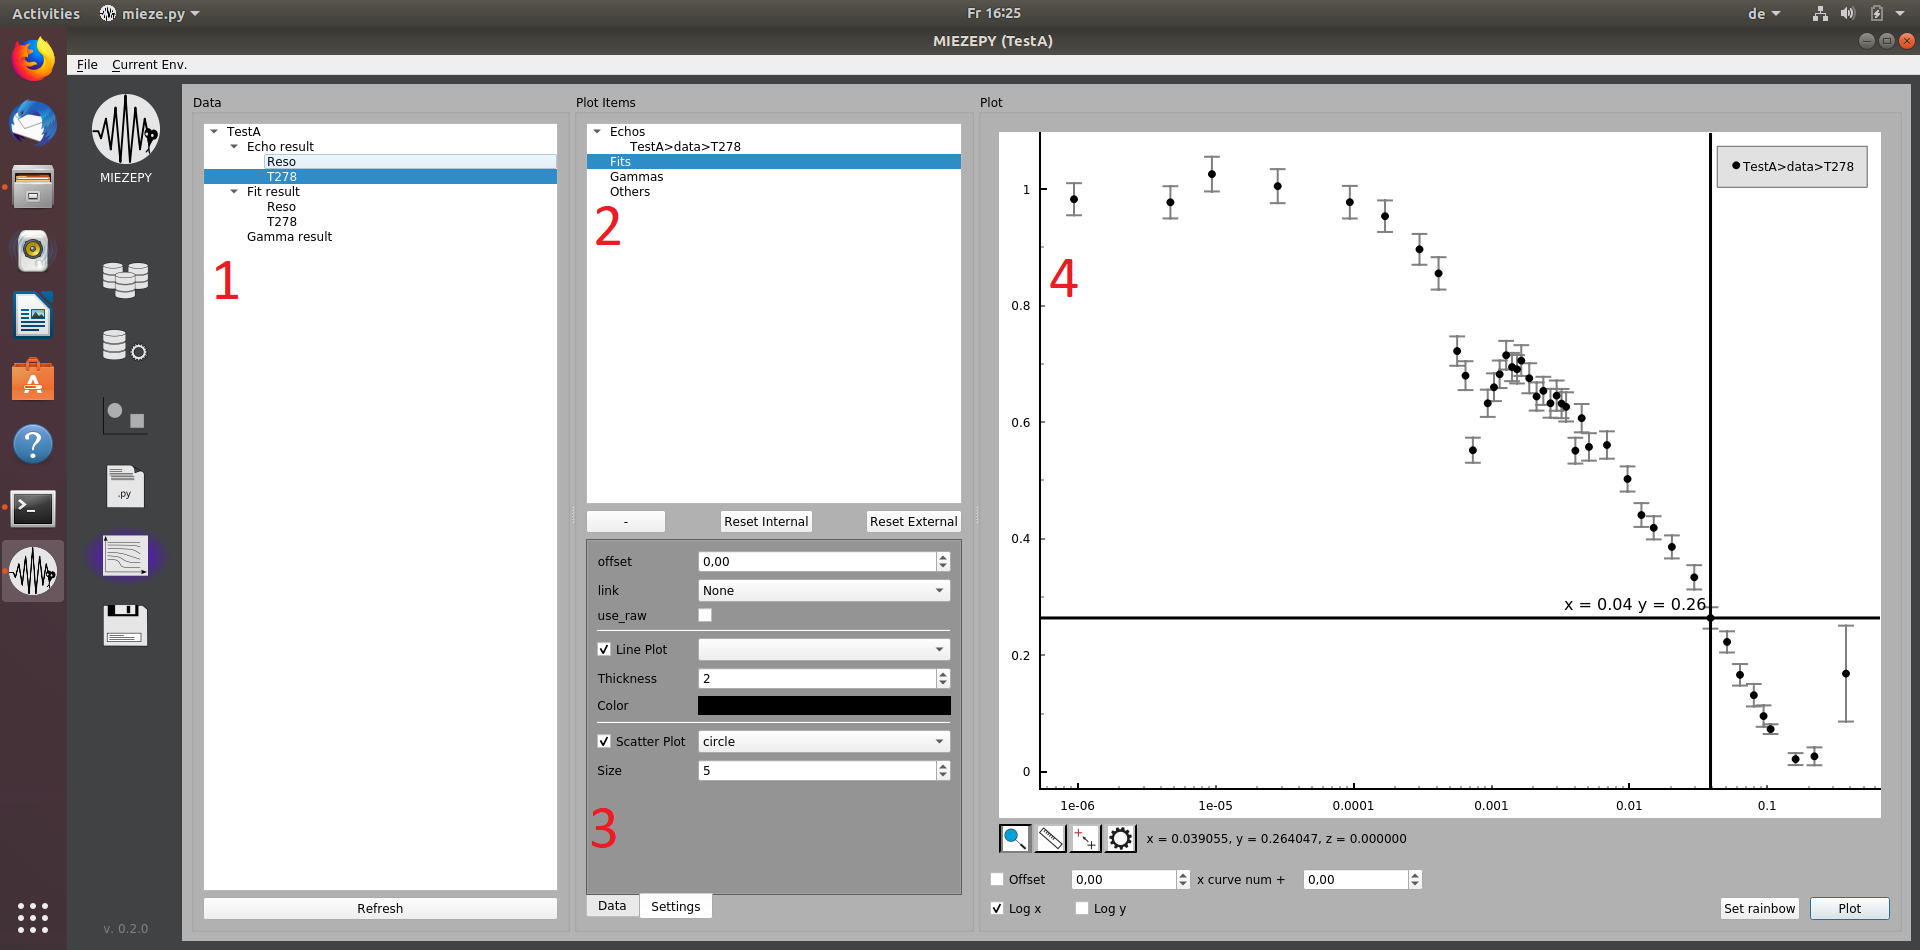 Activities mieze.py Fr 16:25 de
MIEZEPY (TestA)
File Current Env.
MIEZEPY
v. 0.2.0
Data
TestA
Echo result
Reso
T278
Fit result
Reso
T278
Gamma result
1
Refresh
Plot Items
Echos
TestA>data>T278
Fits
Gammas
Others
2
- Reset Internal Reset External
offset 0,00
link None
use_raw
Line Plot
Thickness 2
Color
Scatter Plot circle
Size 5
3
Data Settings
Plot
TestA>data>T278
4
1
0.8
0.6
0.4
0.2
0
x = 0.04 y = 0.26
1e-06 1e-05 0.0001 0.001 0.01 0.1
x = 0.039055, y = 0.264047, z = 0.000000
Offset 0,00 x curve num + 0,00
Log x Log y Set rainbow Plot
.py